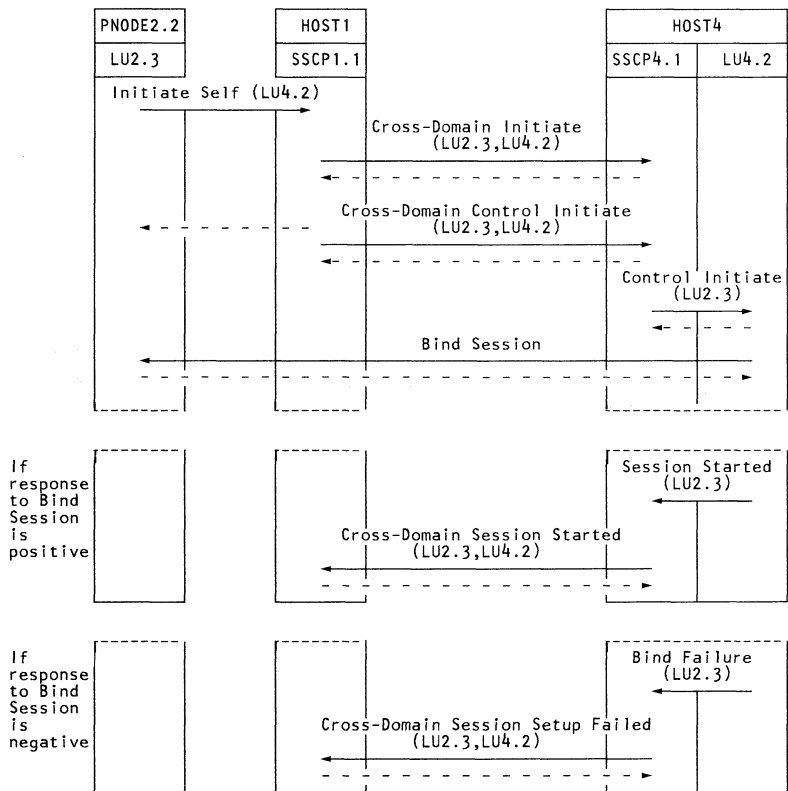 PNODE2.2
HOST1
HOST4
LU2.3
SSCP1.1
SSCP4.1
LU4.2
Initiate Self (LU4.2)
Cross-Domain Initiate
(LU2.3,LU4.2)
Cross-Domain Control Initiate
(LU2.3,LU4.2)
Control Initiate
(LU2.3)
Bind Session
If
response
to Bind
Session
is
positive
Session Started
(LU2.3)
Cross-Domain Session Started
(LU2.3,LU4.2)
If
response
to Bind
Session
is
negative
Bind Failure
(LU2.3)
Cross-Domain Session Setup Failed
(LU2.3,LU4.2)